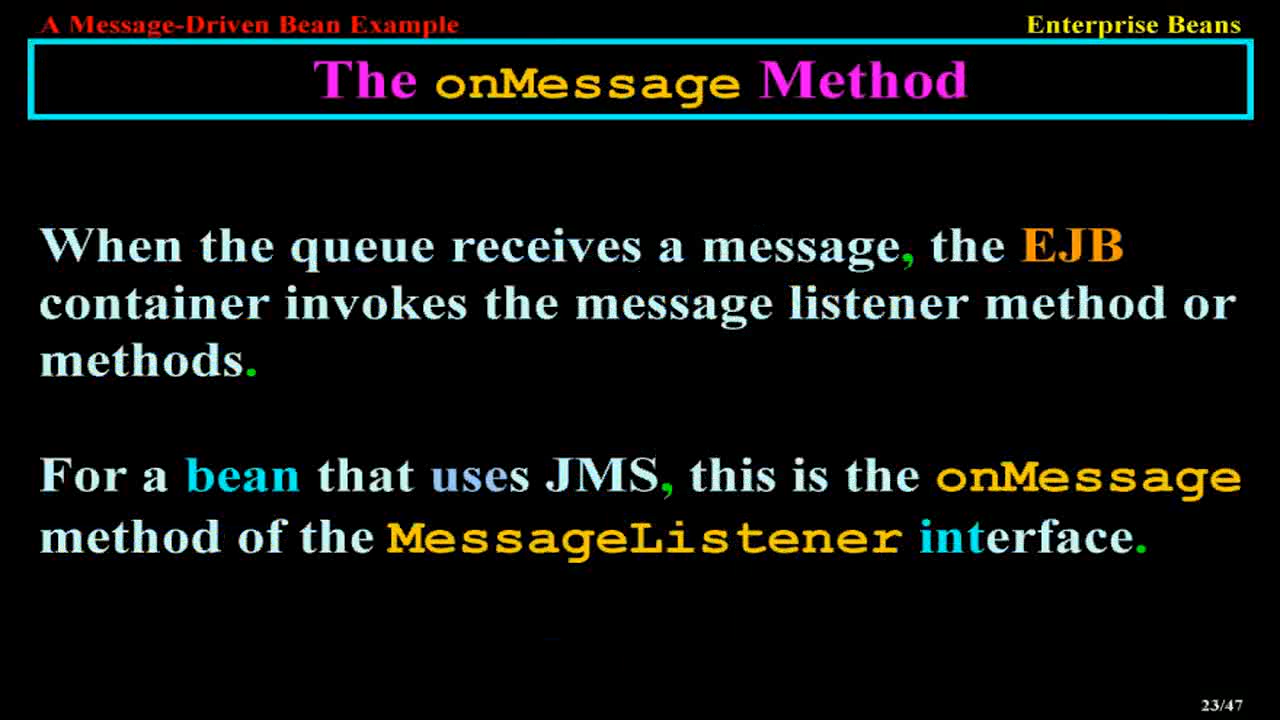 A Message-Driven Bean Example
Enterprise Beans
The onMessage Method
When the queue receives a message, the EJB
container invokes the message listener method or
methods.
For a bean that uses JMS, this is the onMessage
method of the MessageListener interface.
23/47